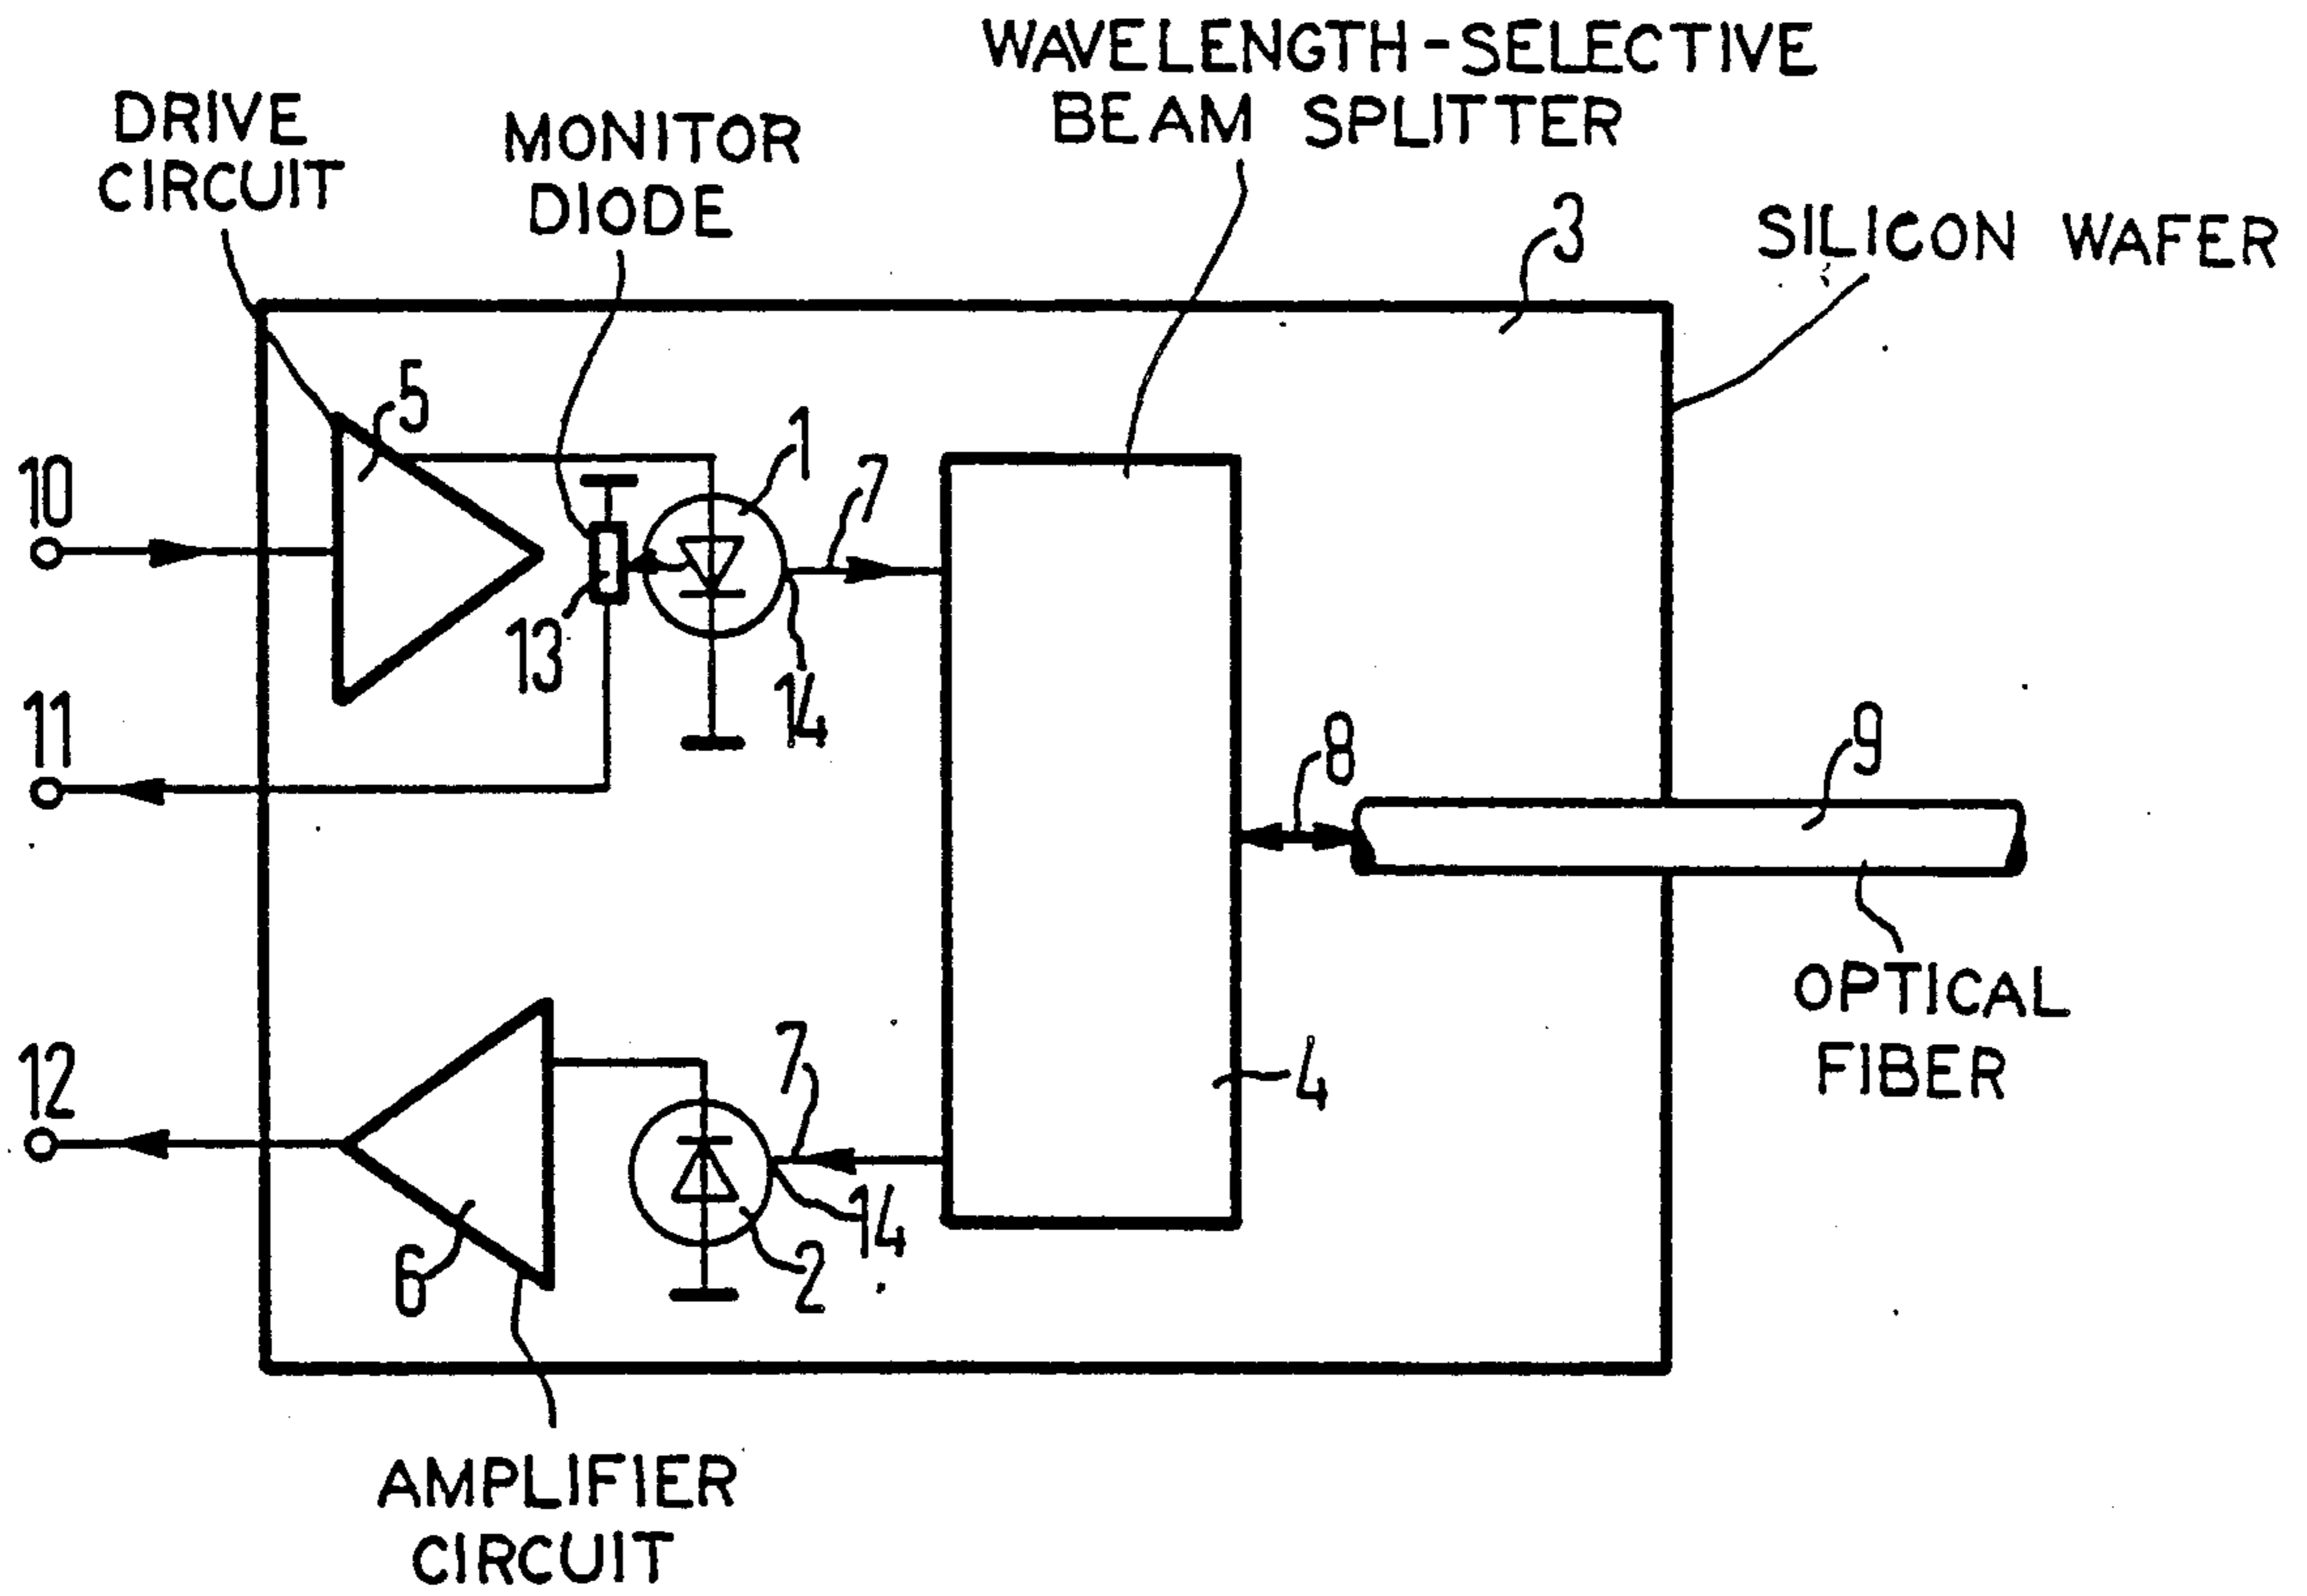 WAVELENGTH-SELECTIVE
BEAM SPLITTER
DRIVE
CIRCUIT
MONITOR
DIODE
3
SILICON WAFER
5
1
7
10
13
14
11
8
9
OPTICAL
FIBER
12
7
4
14
6
2
AMPLIFIER
CIRCUIT